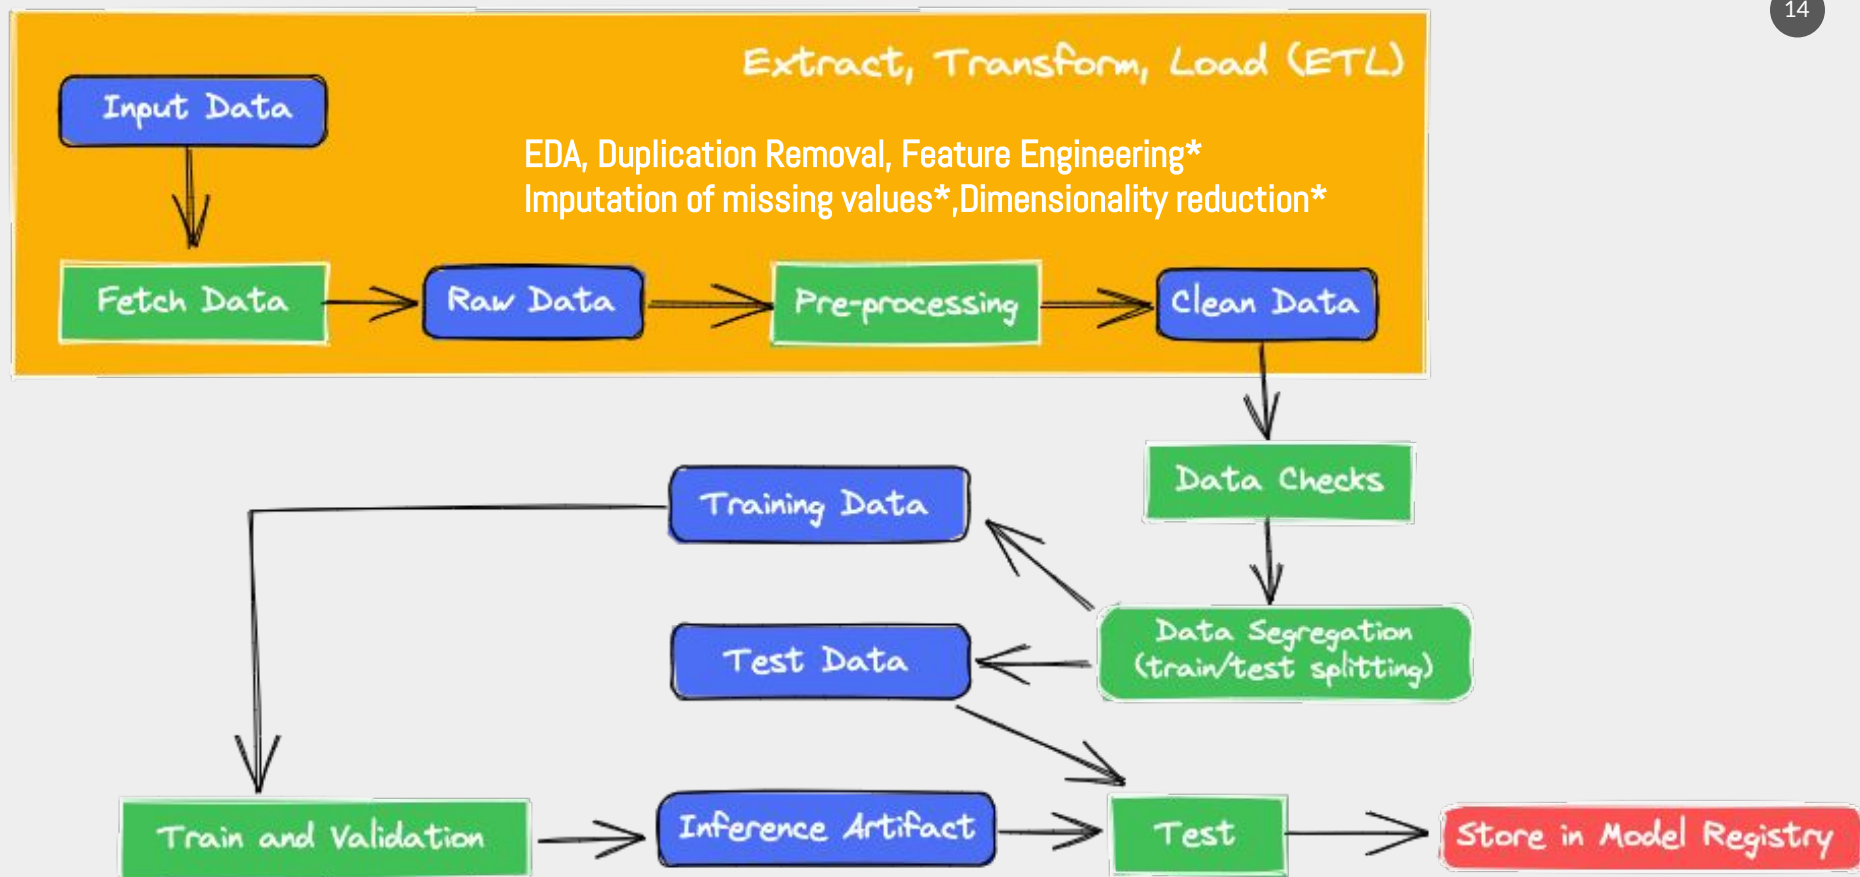 14
Extract, Transform, Load (ETL)
Input Data
EDA, Duplication Removal, Feature Engineering*
Imputation of missing values*,Dimensionality reduction*
Fetch Data
Raw Data
Pre-processing
Clean Data
Data Checks
Training Data
Data Segregation
(train/test splitting)
Test Data
Train and Validation
Inference Artifact
Test
Store in Model Registry